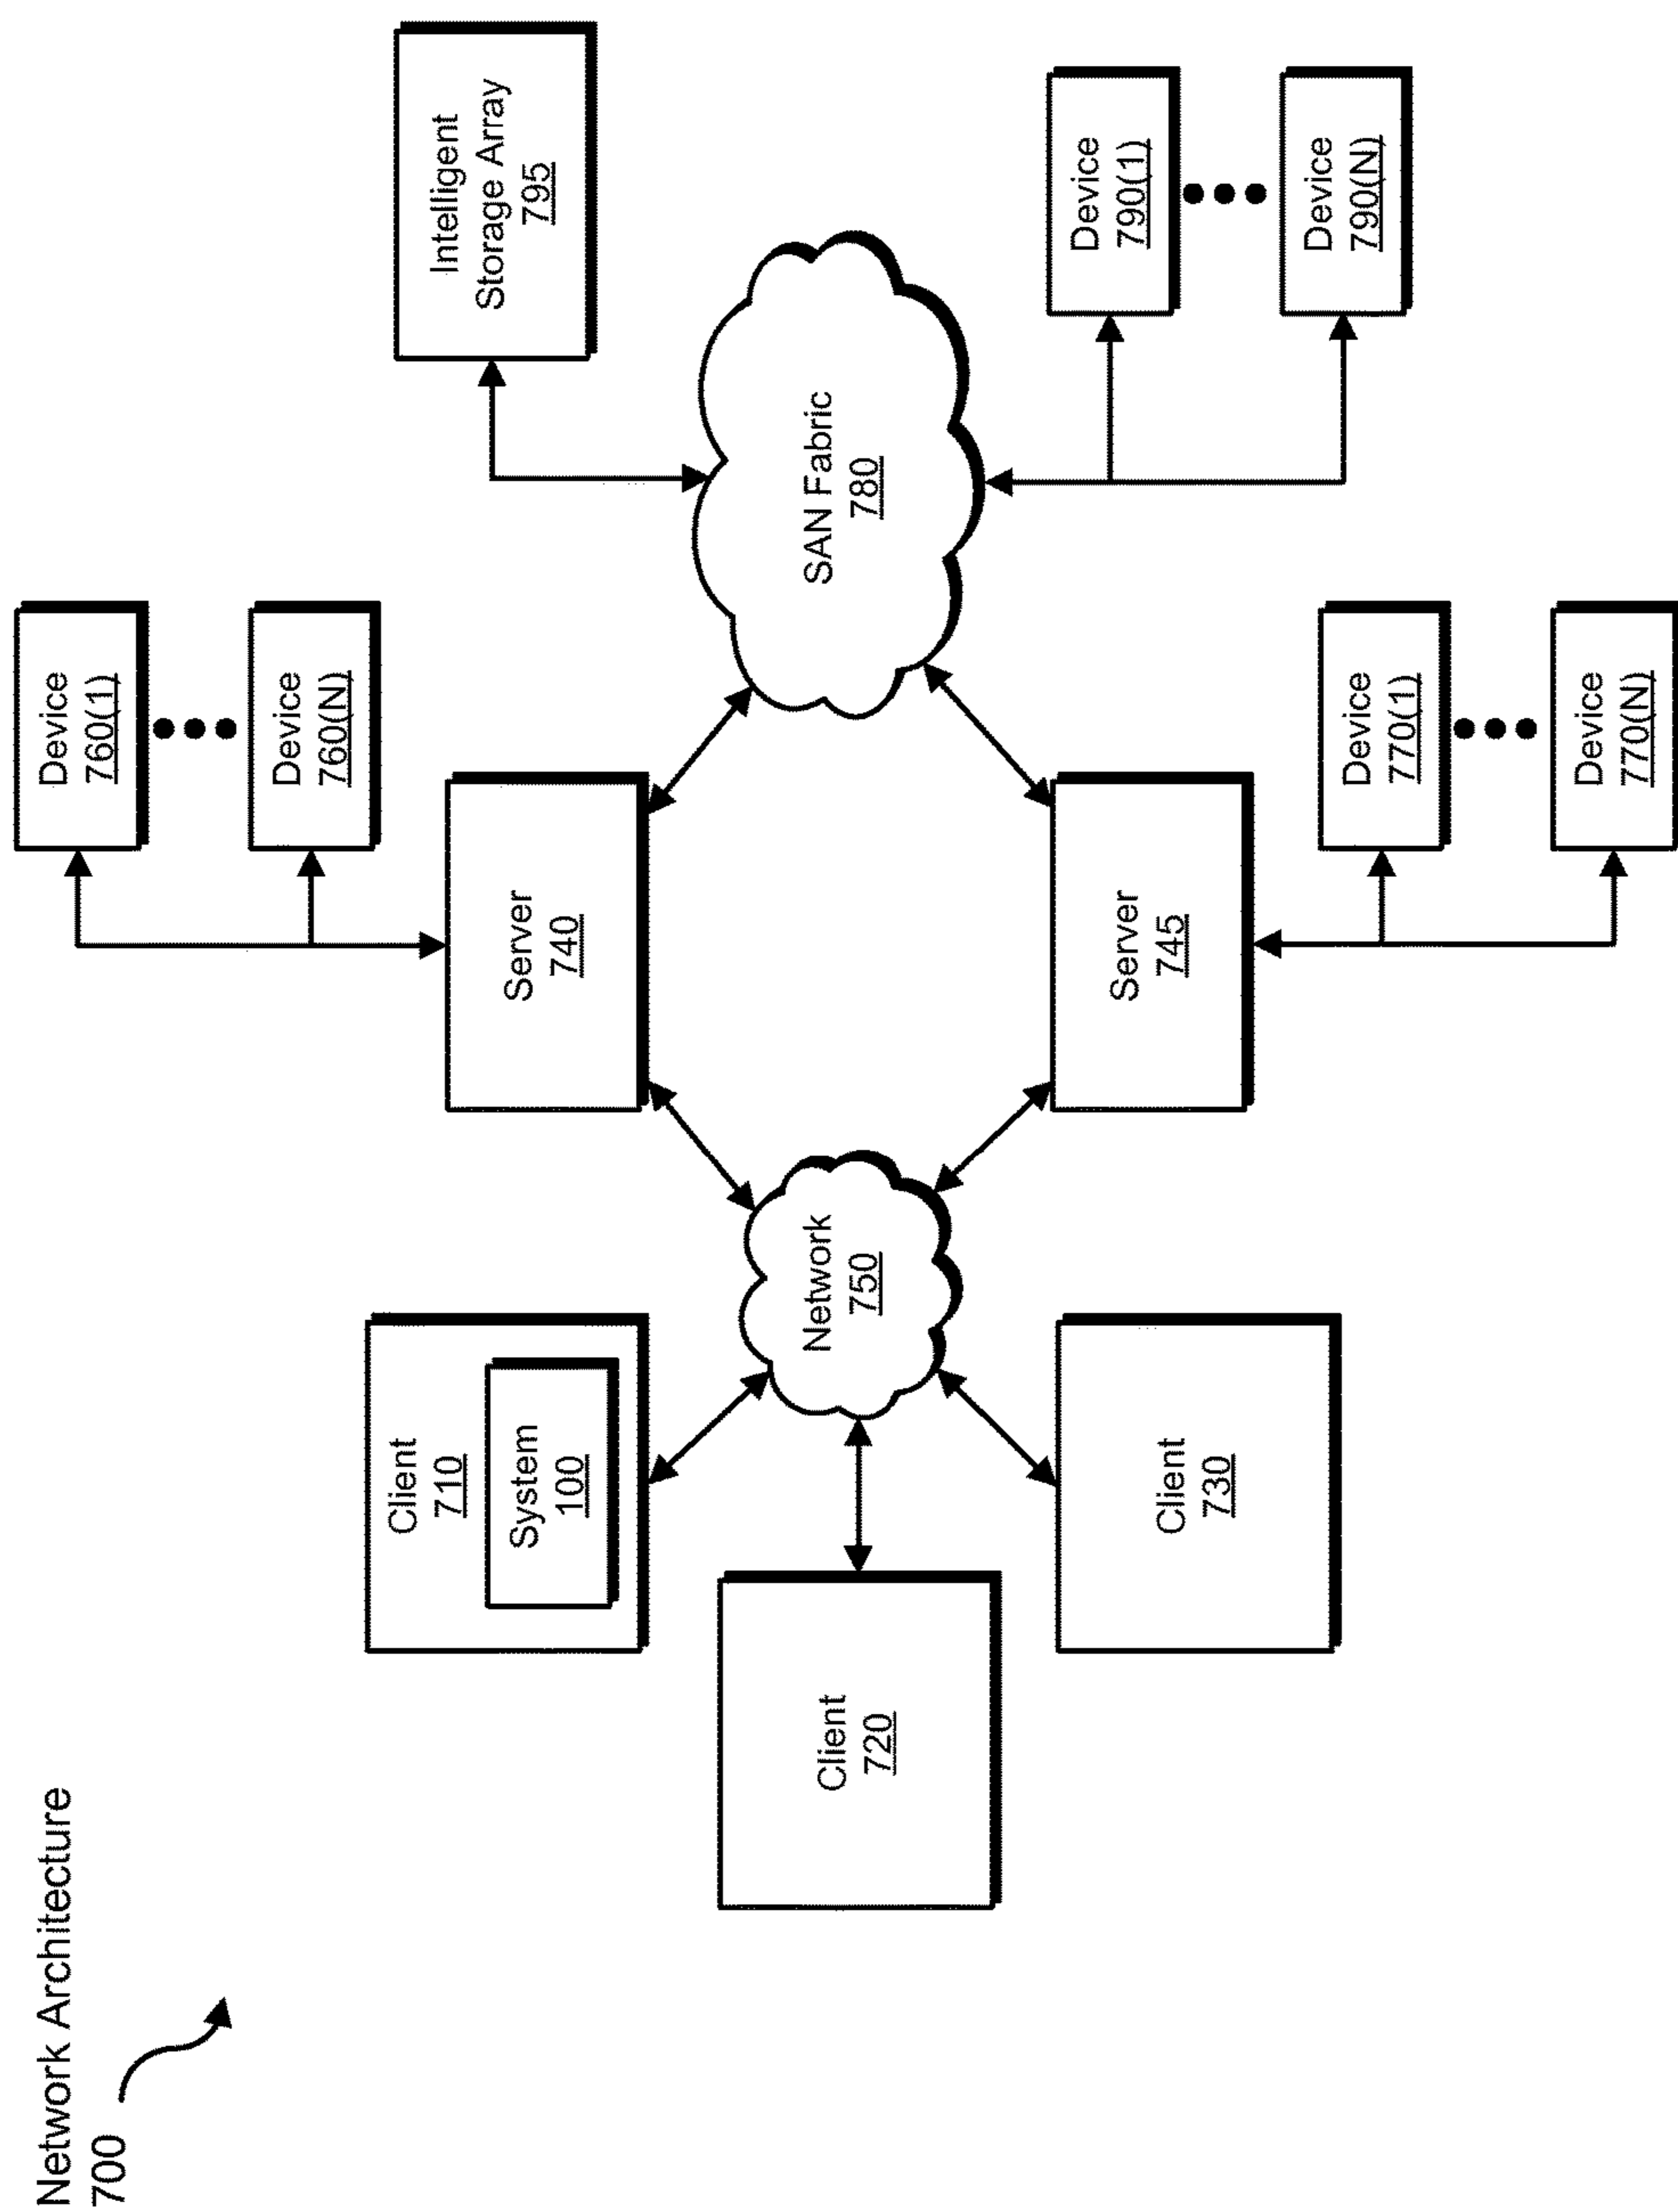 Network Architecture
700
Device
760(1)
Device
760(N)
Intelligent
Storage Array
795
Client
710
System
100
Server
740
Client
720
Network
750
SAN Fabric
780
Client
730
Server
745
Device
790(1)
Device
790(N)
Device
770(1)
Device
770(N)